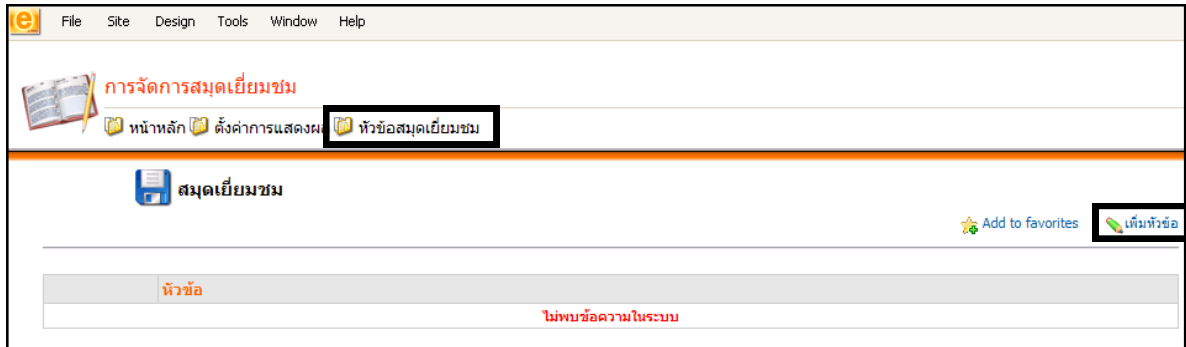 File Site Design Tools Window Help
การจัดการสมุดเยี่ยมชม
หน้าหลัก ตั้งค่าการแสดงผ หัวข้อสมุดเยี่ยมชม
สมุดเยี่ยมชม
Add to favorites เพิ่มหัวข้อ
หัวข้อ
ไม่พบข้อความในระบบ